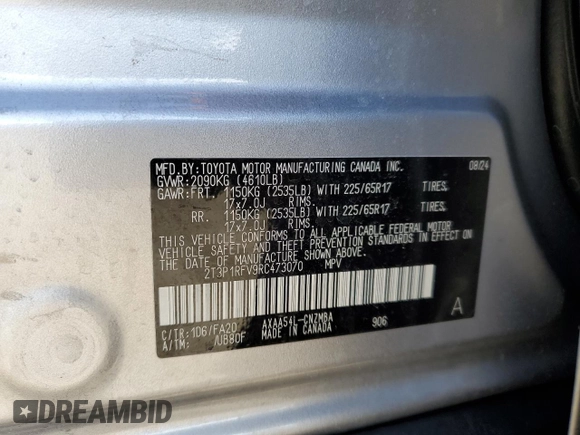 MFD.BY:TOYOTA MOTOR MANUFACTURING CANADA INC. 08/24
GVWR:2090KG (4610LB)
GAWR:FRT. 1150KG (2535LB) WITH 225/65R17 TIRES.
17x7.0J RIMS.
RR. 1150KG (2535LB) WITH 225/65R17 TIRES.
17x7.0J RIMS.
THIS VEHICLE CONFORMS TO ALL APPLICABLE FEDERAL MOTOR
VEHICLE SAFETY AND THEFT PREVENTION STANDARDS IN EFFECT ON
THE DATE OF MANUFACTURE SHOWN ABOVE.
2T3P1RFV9RC473070 MPV
C/TR:1D6/FA20 AXAA54L-CNZMBA 906 A
A/TM: /UB80F MADE IN CANADA
DREAMBID